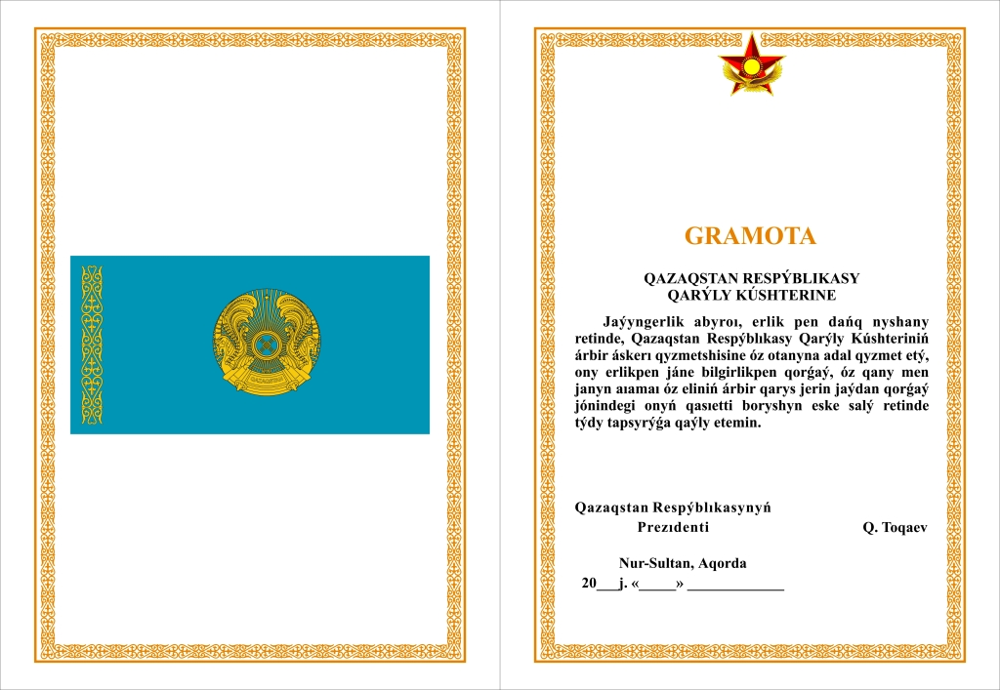 GRAMOTA
QAZAQSTAN RESPÝBLIKASY
QARÝLY KÚSHTERINE
Jaýyngerlik abyroı, erlik pen dańq nyshany
retinde, Qazaqstan Respýblıkasy Qarýly Kúshteriniń
árbir áskerı qyzmetshisine óz otanyna adal qyzmet etý,
ony erlikpen jáne bilgirlikpen qorǵaý, óz qany men
janyn aıamaı óz eliniń árbir qarys jerin jaýdan qorǵaý
jónindegi onyń qasıetti boryshyn eske salý retinde
týdy tapsyrýǵa qaýly etemin.
Qazaqstan Respýblıkasynyń
Prezıdenti Q. Toqaev
Nur-Sultan, Aqorda
20___j. «_____» _____________